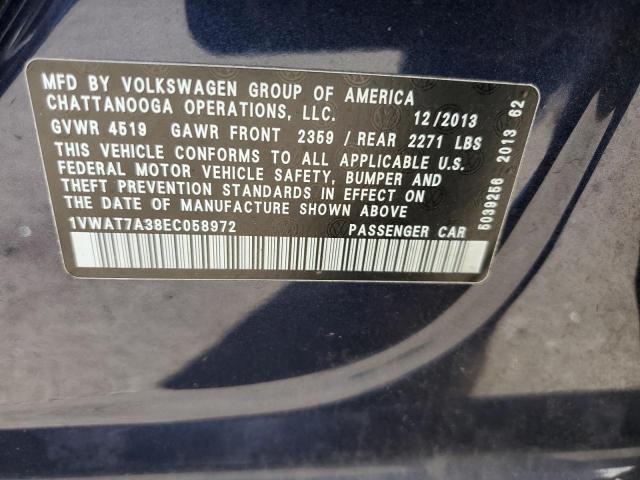 MFD BY VOLKSWAGEN GROUP OF AMERICA
CHATTANOOGA OPERATIONS, LLC. 12/2013
GVWR 4519 GAWR FRONT 2359 / REAR 2271 LBS
THIS VEHICLE CONFORMS TO ALL APPLICABLE U.S.
FEDERAL MOTOR VEHICLE SAFETY, BUMPER AND
THEFT PREVENTION STANDARDS IN EFFECT ON
THE DATE OF MANUFACTURE SHOWN ABOVE
1VWAT7A38EC058972 PASSENGER CAR
5039256 2013 62